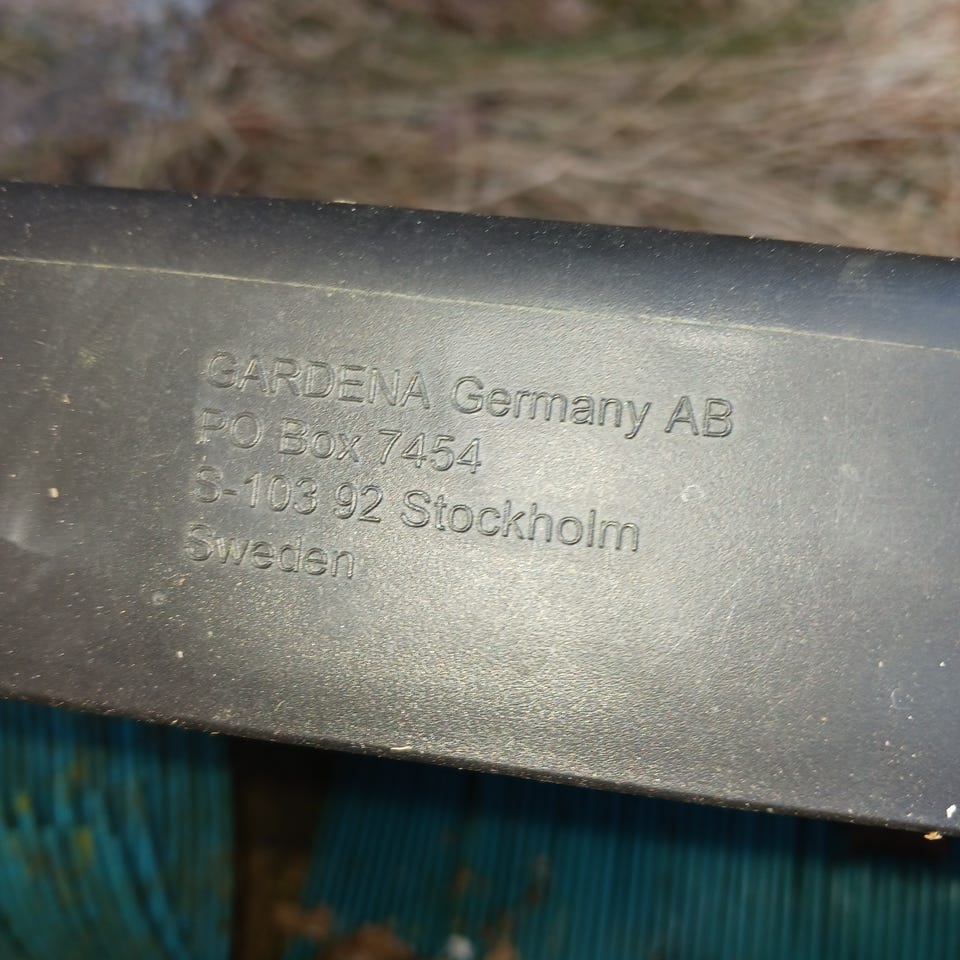 GARDENA Germany AB
PO Box 7454
S-103 92 Stockholm
Sweden